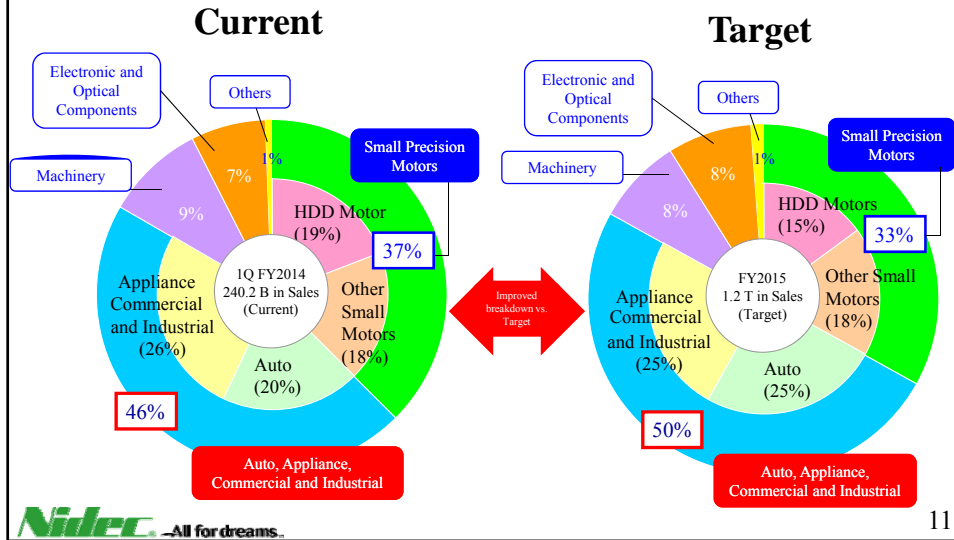 Current
Electronic and
Optical
Components
Others
Small Precision
Motors
Machinery
1%
7%
9%
HDD Motor
(19%)
37%
1Q FY2014
240.2 B in Sales
(Current)
Appliance
Commercial
and Industrial
(26%)
Other
Small
Motors
(18%)
Auto
(20%)
46%
Auto, Appliance,
Commercial and Industrial
Improved
breakdown vs.
Target
Target
Electronic and
Optical
Components
Others
Small Precision
Motors
Machinery
1%
8%
8%
HDD Motors
(15%)
33%
FY2015
1.2 T in Sales
(Target)
Appliance
Commercial
and Industrial
(25%)
Other Small
Motors
(18%)
Auto
(25%)
50%
Auto, Appliance,
Commercial and Industrial
Nidec
-All for dreams.
11